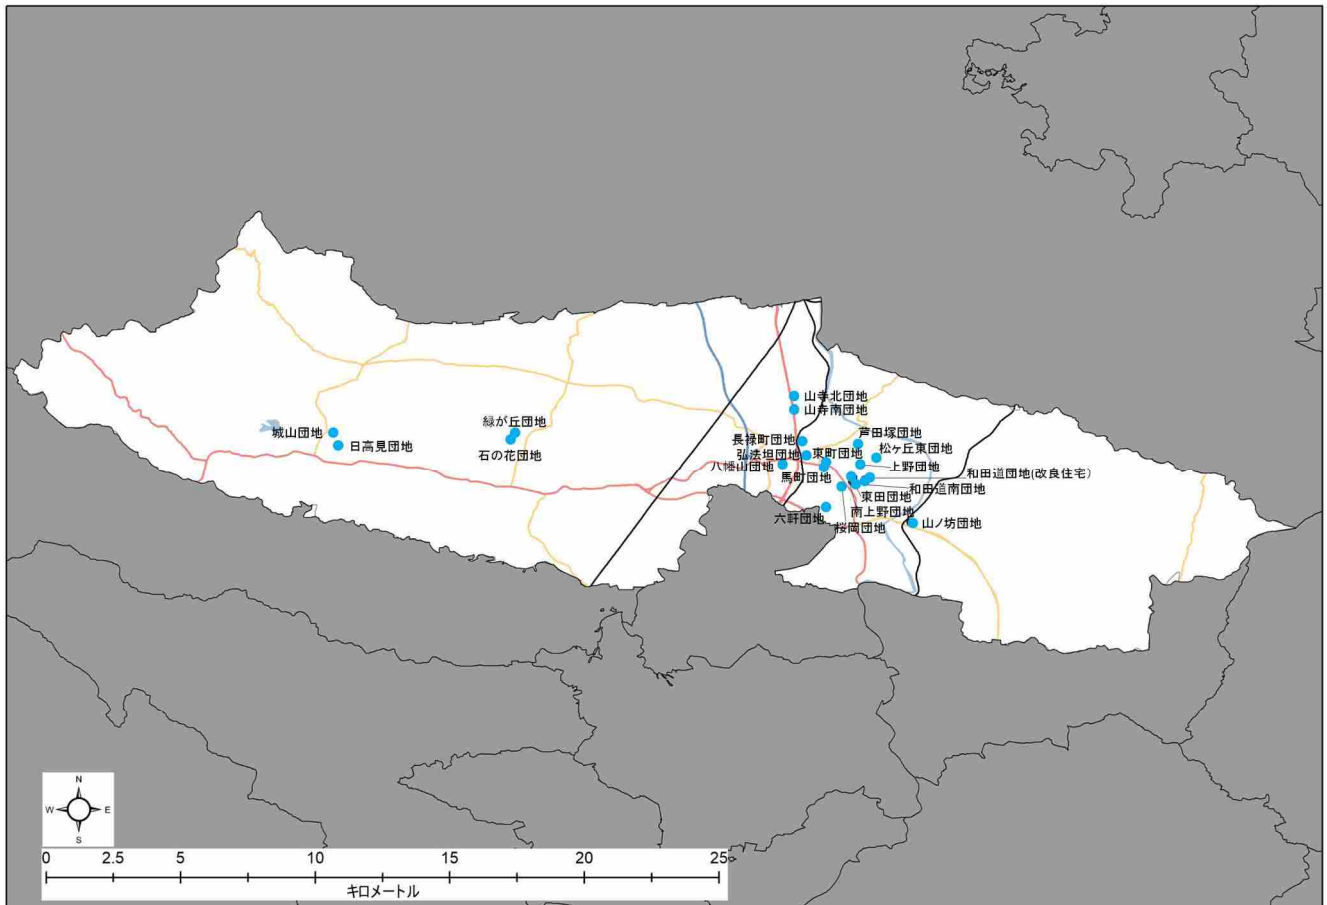 山寺北団地
山寺南団地
緑が丘団地
城山団地
日高見団地
石の花団地
長禄町団地
芦田塚団地
弘法坦団地
東町団地
松ヶ丘東団地
八幡山団地
上野団地
馬町団地
和田道団地(改良住宅)
和田道南団地
東田団地
南上野団地
六軒団地
桜岡団地
山ノ坊団地
N
W
E
S
0 2.5 5 10 15 20 25
キロメートル